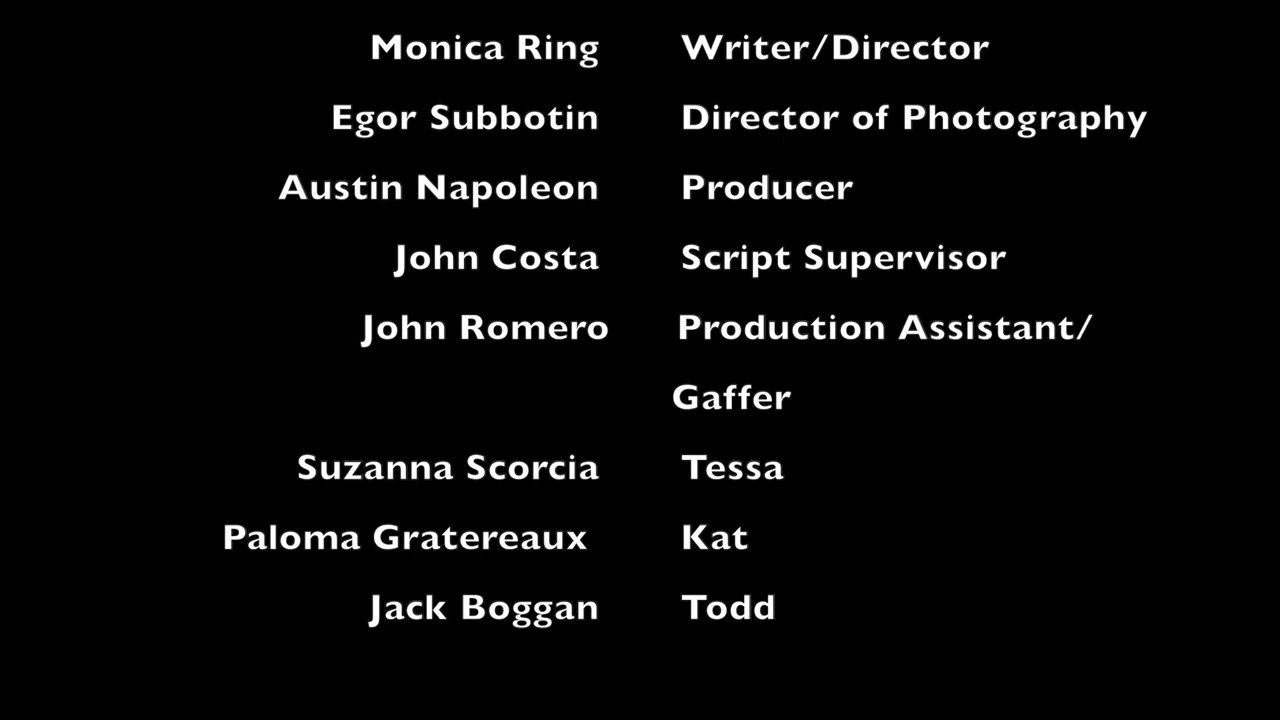 Monica Ring Writer/Director
Egor Subbotin Director of Photography
Austin Napoleon Producer
John Costa Script Supervisor
John Romero Production Assistant/
Gaffer
Suzanna Scorcia Tessa
Paloma Gratereaux Kat
Jack Boggan Todd